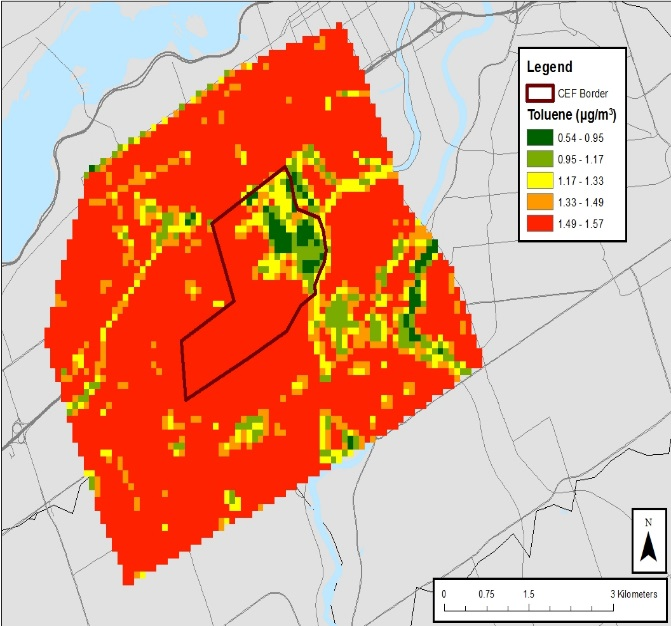 Legend
CEF Border
Toluene (µg/m³)
0.54 - 0.95
0.95 - 1.17
1.17 - 1.33
1.33 - 1.49
1.49 - 1.57
N
0 0.75 1.5 3 Kilometers